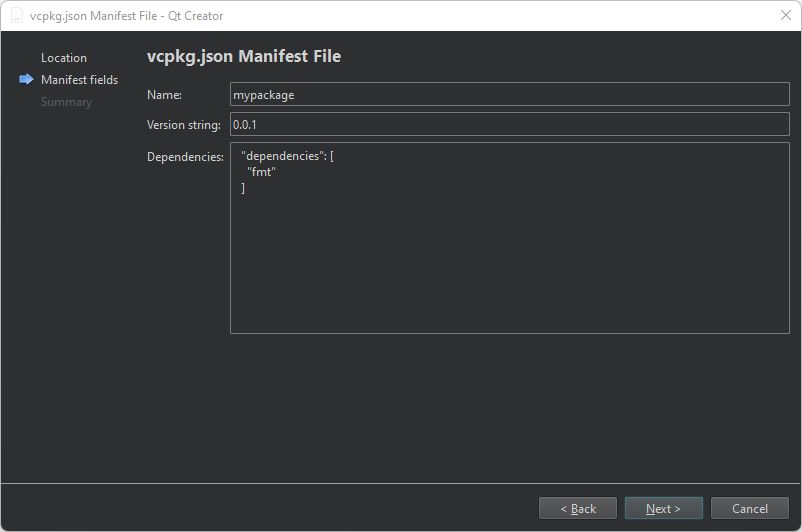 vcpkg.json Manifest File - Qt Creator
Location
Manifest fields
Summary
vcpkg.json Manifest File
Name:
mypackage
Version string:
0.0.1
Dependencies:
"dependencies": [
"fmt"
]
< Back
Next >
Cancel